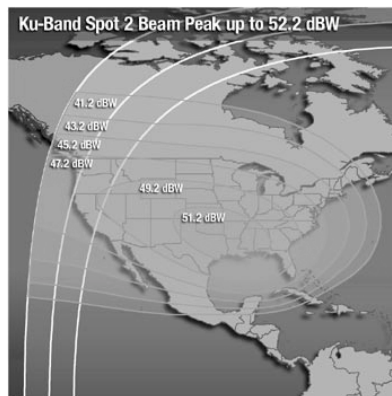 Ku-Band Spot 2 Beam Peak up to 52.2 dBW
41.2 dBW
43.2 dBW
45.2 dBW
47.2 dBW
49.2 dBW
51.2 dBW